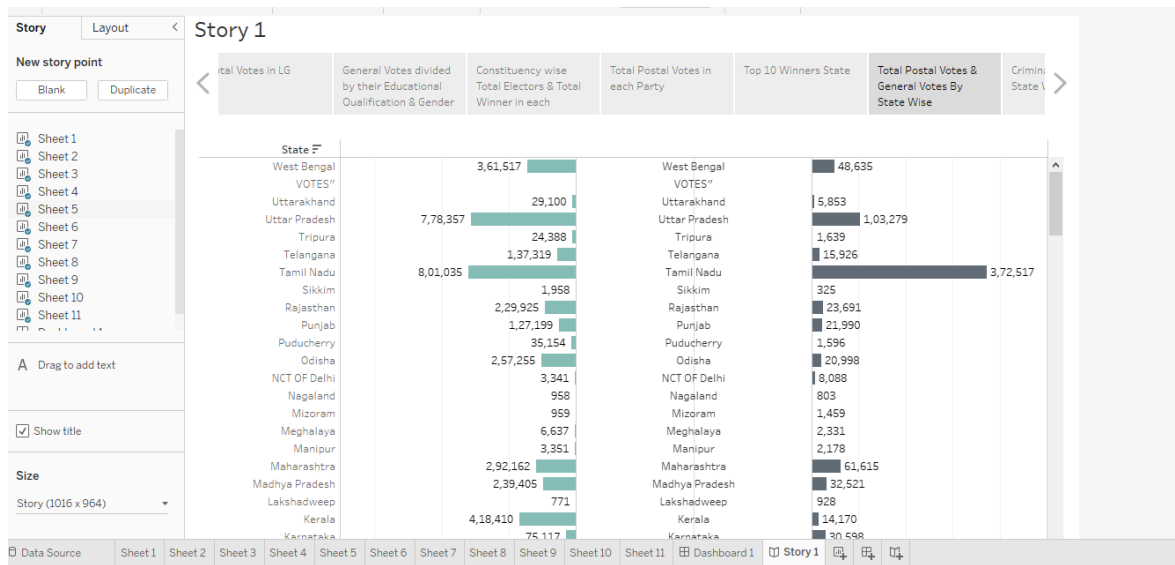 Story
Layout
Story 1
New story point
Blank
Duplicate
Sheet 1
Sheet 2
Sheet 3
Sheet 4
Sheet 5
Sheet 6
Sheet 7
Sheet 8
Sheet 9
Sheet 10
Sheet 11
A Drag to add text
Show title
Size
Story (1016 x 964)
Votes in LG
General Votes divided
by their Educational
Qualification & Gender
Constituency wise
Total Electors & Total
Winner in each
Total Postal Votes in
each Party
Top 10 Winners State
Total Postal Votes &
General Votes By
State Wise
State
West Bengal 3,61,517 West Bengal 48,635
VOTES" VOTES"
Uttarakhand 29,100 Uttarakhand 5,853
Uttar Pradesh 7,78,357 Uttar Pradesh 1,03,279
Tripura 24,388 Tripura 1,639
Telangana 1,37,319 Telangana 15,926
Tamil Nadu 8,01,035 Tamil Nadu 3,72,517
Sikkim 1,958 Sikkim 325
Rajasthan 2,29,925 Rajasthan 23,691
Punjab 1,27,199 Punjab 21,990
Puducherry 35,154 Puducherry 1,596
Odisha 2,57,255 Odisha 20,998
NCT OF Delhi 3,341 NCT OF Delhi 8,088
Nagaland 958 Nagaland 803
Mizoram 959 Mizoram 1,459
Meghalaya 6,637 Meghalaya 2,331
Manipur 3,351 Manipur 2,178
Maharashtra 2,92,162 Maharashtra 61,615
Madhya Pradesh 2,39,405 Madhya Pradesh 32,521
Lakshadweep 771 Lakshadweep 928
Kerala 4,18,410 Kerala 14,170
Karnataka 75,117 Karnataka 30,598
Data Source Sheet 1 Sheet 2 Sheet 3 Sheet 4 Sheet 5 Sheet 6 Sheet 7 Sheet 8 Sheet 9 Sheet 10 Sheet 11 Dashboard 1 Story 1